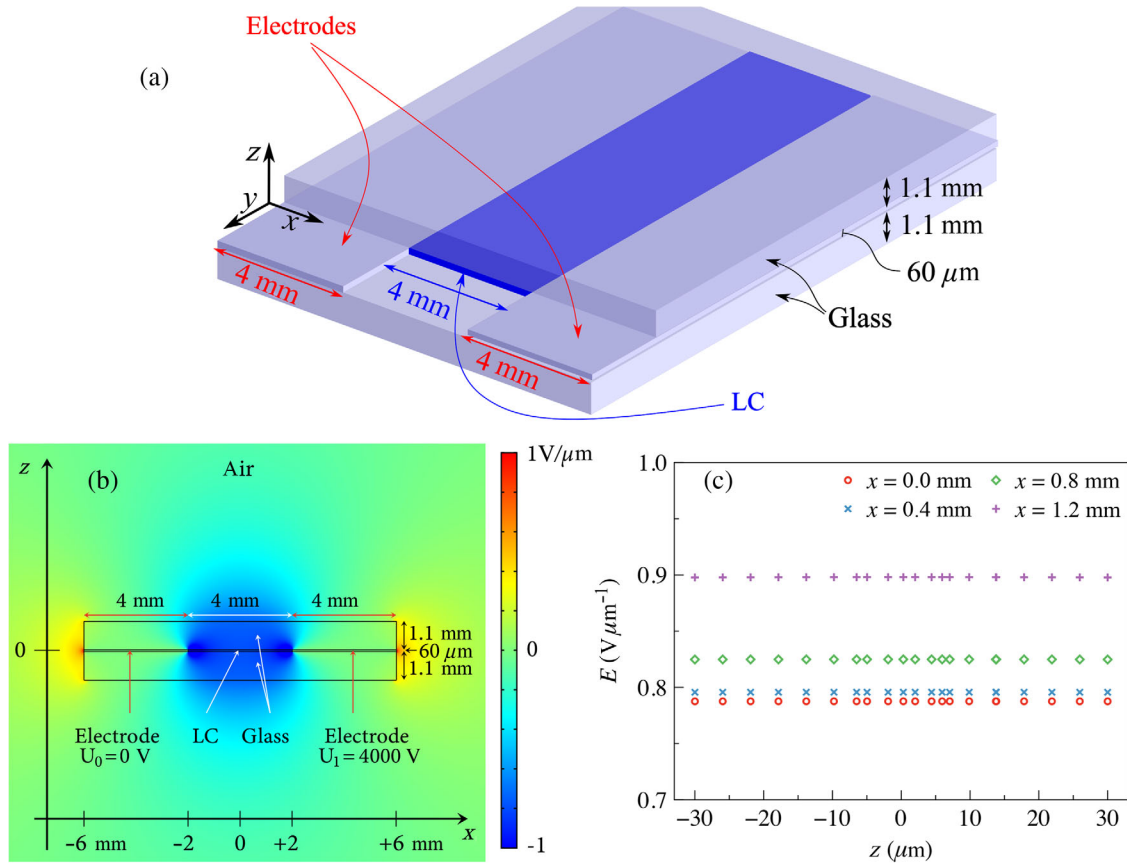 (a)
Electrodes
z
y
x
4 mm
4 mm
4 mm
1.1 mm
1.1 mm
60 μm
Glass
LC
(b)
z
Air
1V/μm
0
-1
4 mm
4 mm
4 mm
0
1.1 mm
60 μm
1.1 mm
Electrode
U₀=0 V
LC
Glass
Electrode
U₁=4000 V
-6 mm
-2
0
+2
+6 mm
x
(c)
x = 0.0 mm
x = 0.8 mm
x = 0.4 mm
x = 1.2 mm
E (V μm⁻¹)
1.0
0.9
0.8
0.7
−30
−20
−10
0
10
20
30
z (μm)